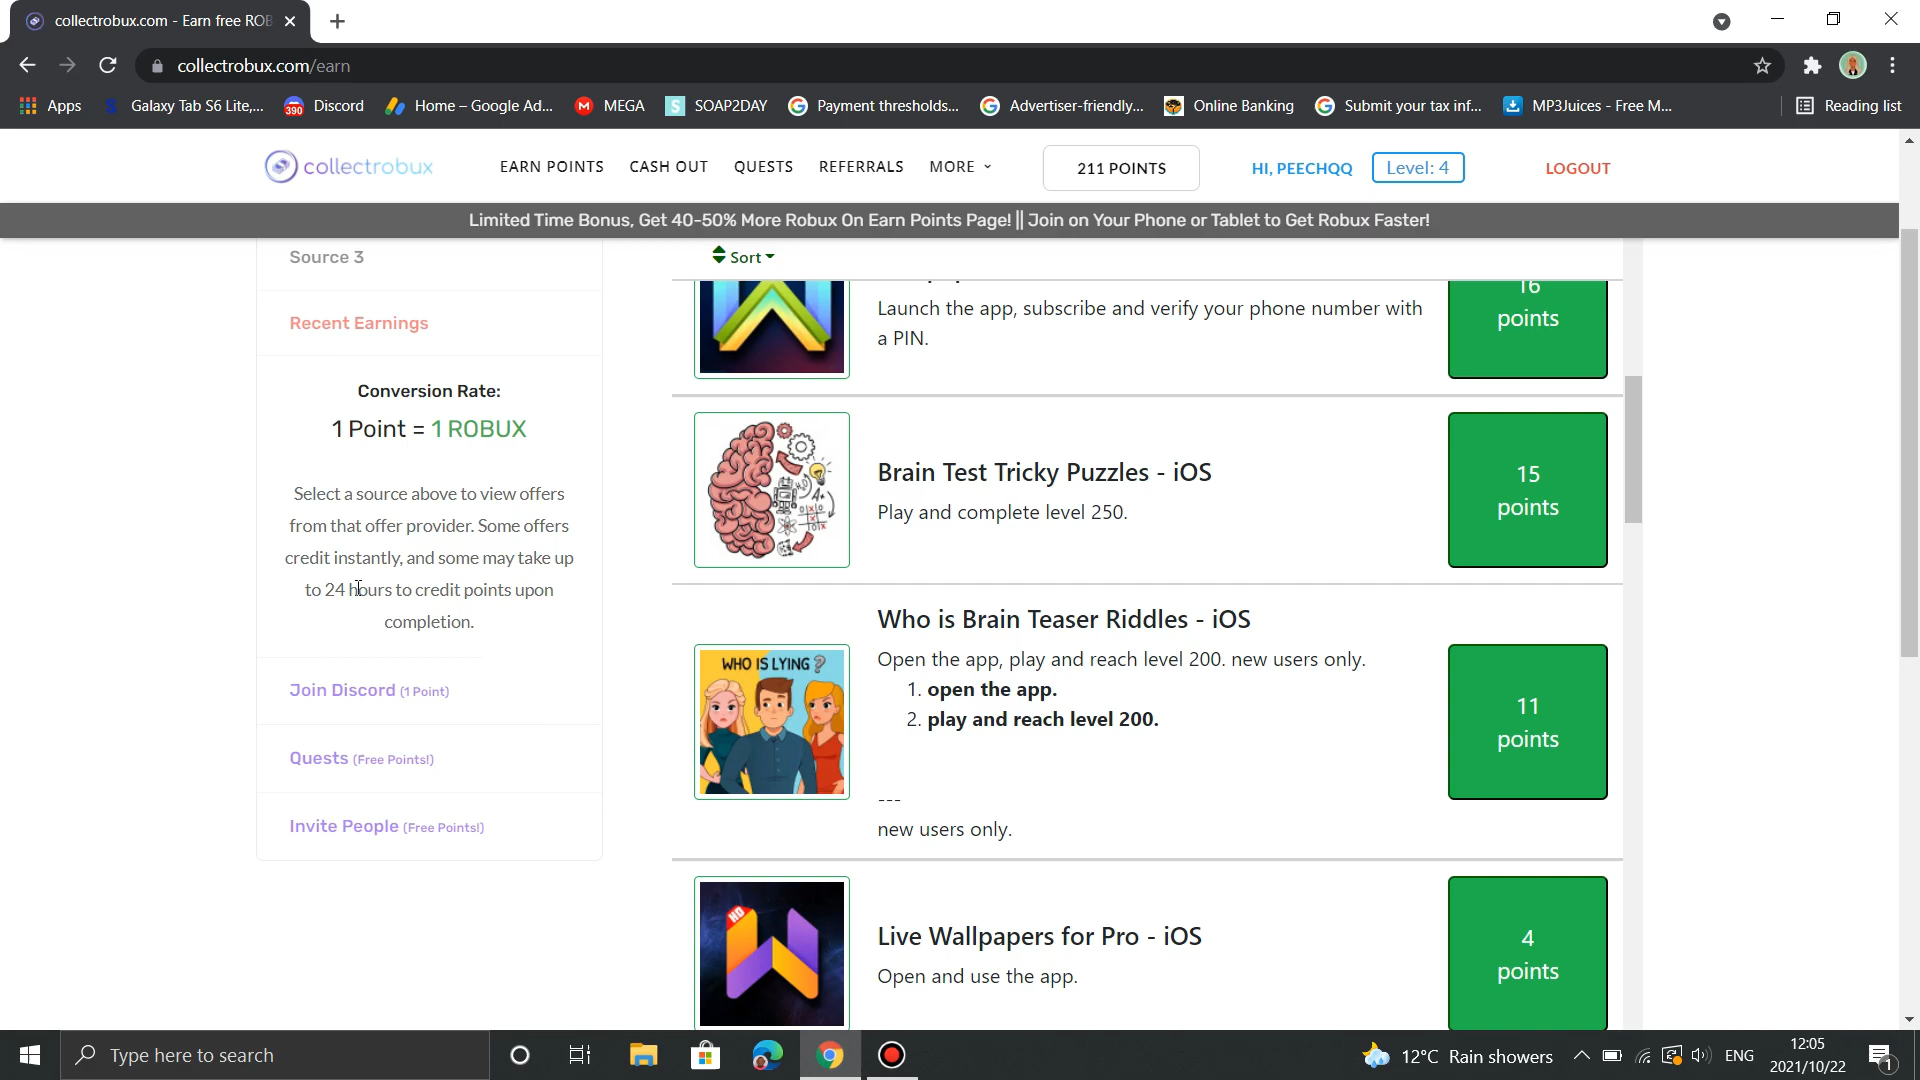 collectrobux.com - Earn free ROB
collectrobux.com/earn
Apps
Galaxy Tab S6 Lite,...
390
Discord
Home – Google Ad...
M
MEGA
S
SOAP2DAY
Payment thresholds...
Advertiser-friendly...
Online Banking
Submit your tax inf...
MP3Juices - Free M...
Reading list
collectrobux
EARN POINTS
CASH OUT
QUESTS
REFERRALS
MORE
211 POINTS
HI, PEECHQQ
Level: 4
LOGOUT
Limited Time Bonus, Get 40-50% More Robux On Earn Points Page! || Join on Your Phone or Tablet to Get Robux Faster!
Source 3
Recent Earnings
Conversion Rate:
1 Point = 1 ROBUX
Select a source above to view offers
from that offer provider. Some offers
credit instantly, and some may take up
to 24 hours to credit points upon
completion.
Join Discord (1 Point)
Quests (Free Points!)
Invite People (Free Points!)
Sort
Launch the app, subscribe and verify your phone number with
a PIN.
16
points
Brain Test Tricky Puzzles - iOS
Play and complete level 250.
15
points
Who is Brain Teaser Riddles - iOS
Open the app, play and reach level 200. new users only.
1. open the app.
2. play and reach level 200.
---
new users only.
WHO IS LYING ?
11
points
HD
Live Wallpapers for Pro - iOS
Open and use the app.
4
points
Type here to search
12°C Rain showers
ENG
12:05
2021/10/22
1